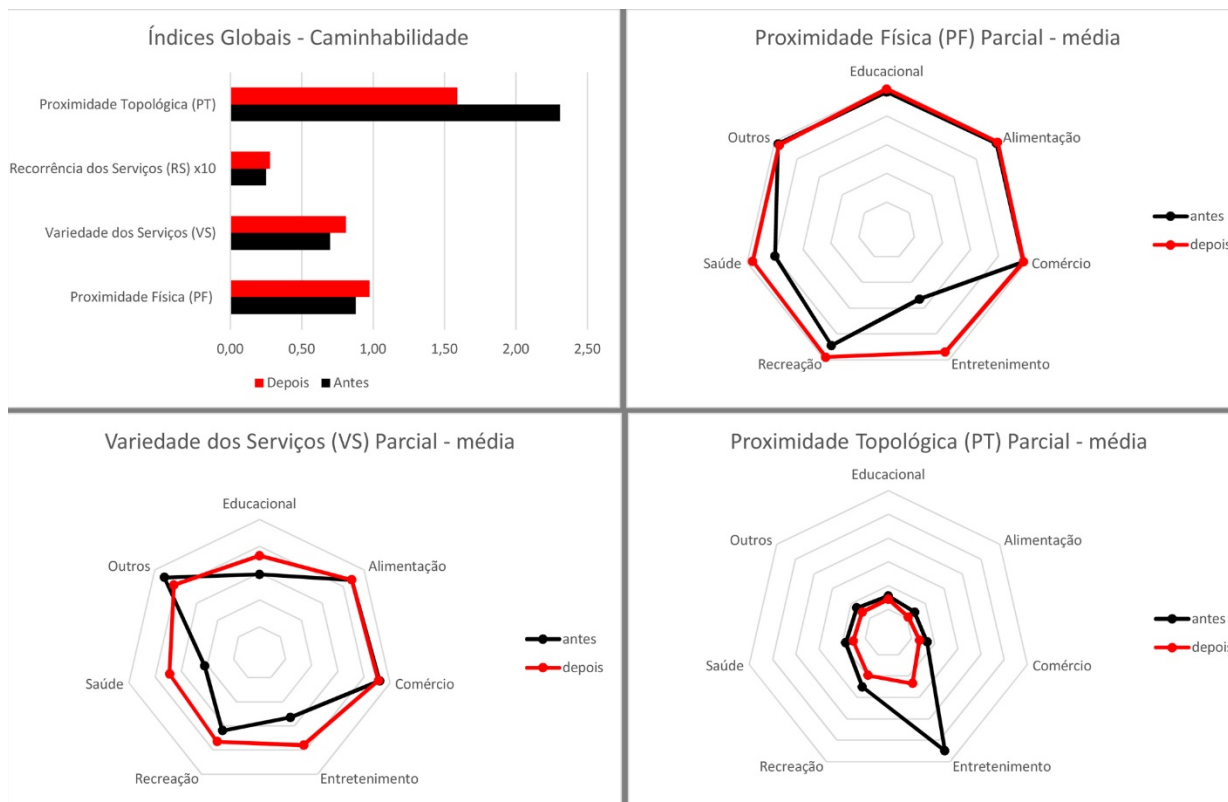 Índices Globais - Caminhabilidade
Proximidade Topológica (PT)
Recorrência dos Serviços (RS) x10
Variedade dos Serviços (VS)
Proximidade Física (PF)
0,00 0,50 1,00 1,50 2,00 2,50
Depois Antes
Proximidade Física (PF) Parcial - média
Educacional
Outros Alimentação
Saúde Comércio
Recreação Entretenimento
antes
depois
Variedade dos Serviços (VS) Parcial - média
Educacional
Outros Alimentação
Saúde Comércio
Recreação Entretenimento
antes
depois
Proximidade Topológica (PT) Parcial - média
Educacional
Outros Alimentação
Saúde Comércio
Recreação Entretenimento
antes
depois